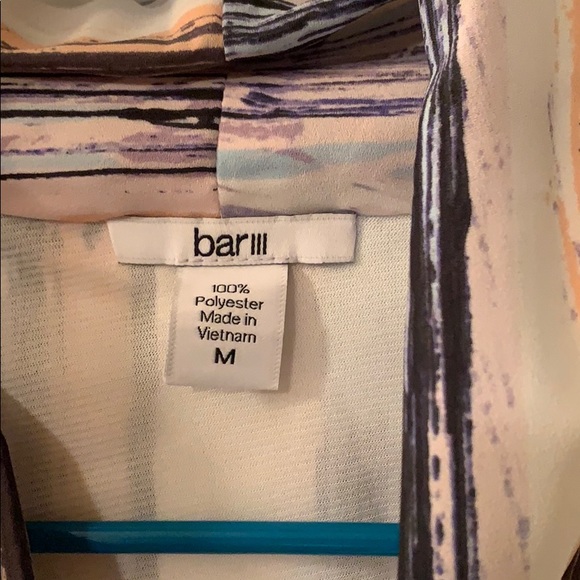 bar III
100%
Polyester
Made in
Vietnam
M